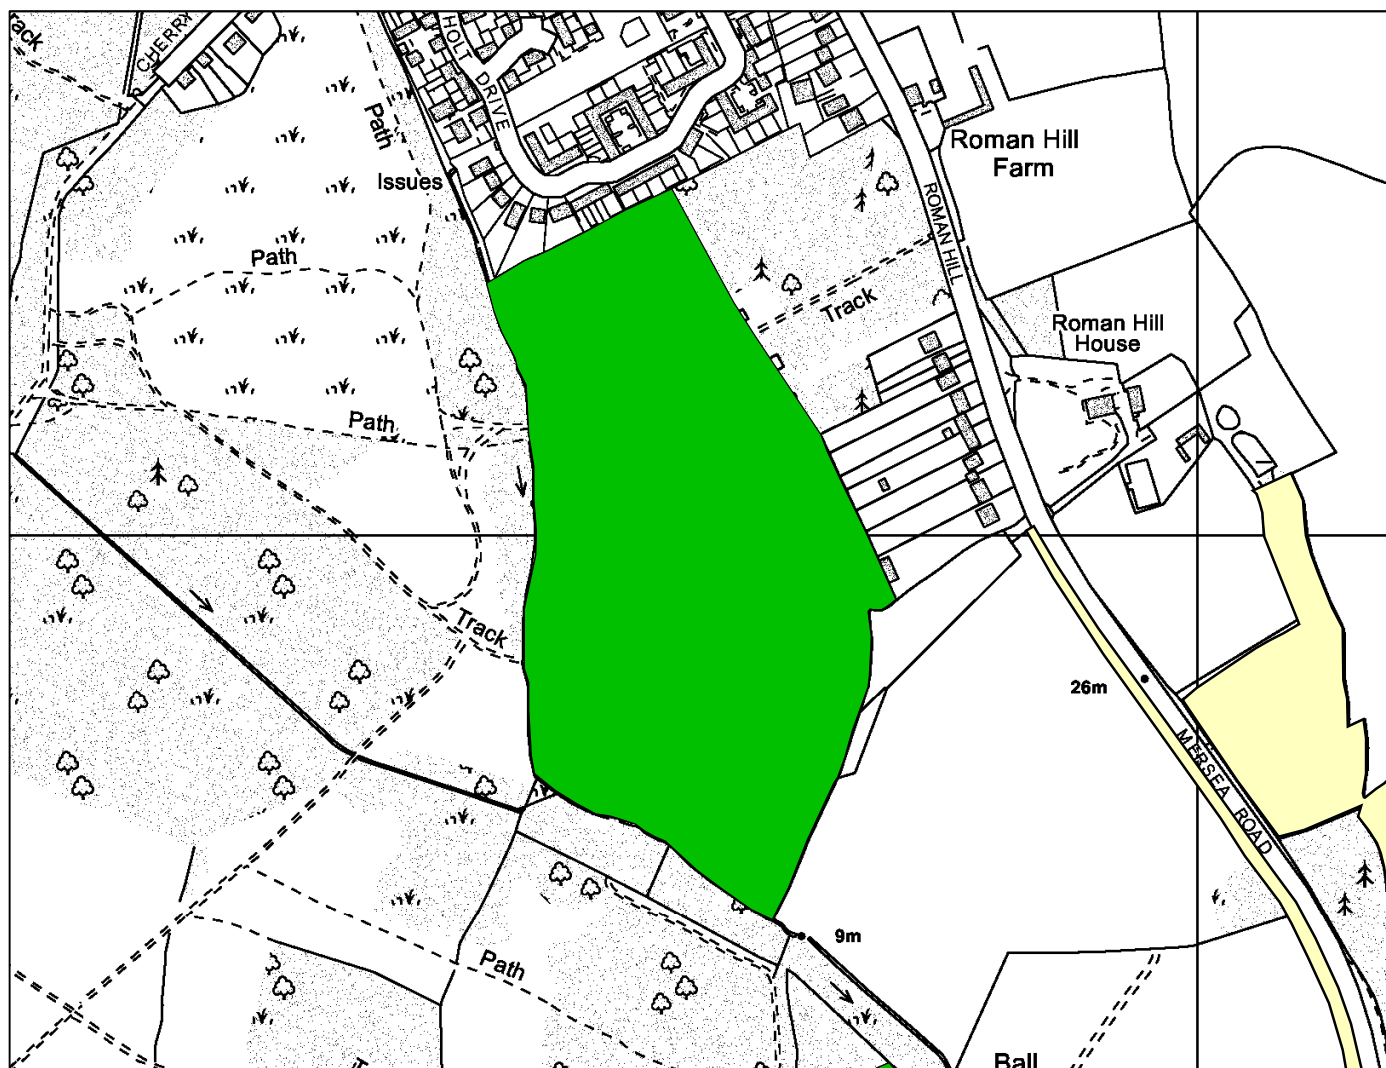 ack
CHERRY
HOLT DRIVE
Path
Issues
Roman Hill
Farm
ROMAN HILL
Path
Track
Roman Hill
House
Path
Track
26m
MERSEA ROAD
9m
Path
Ball